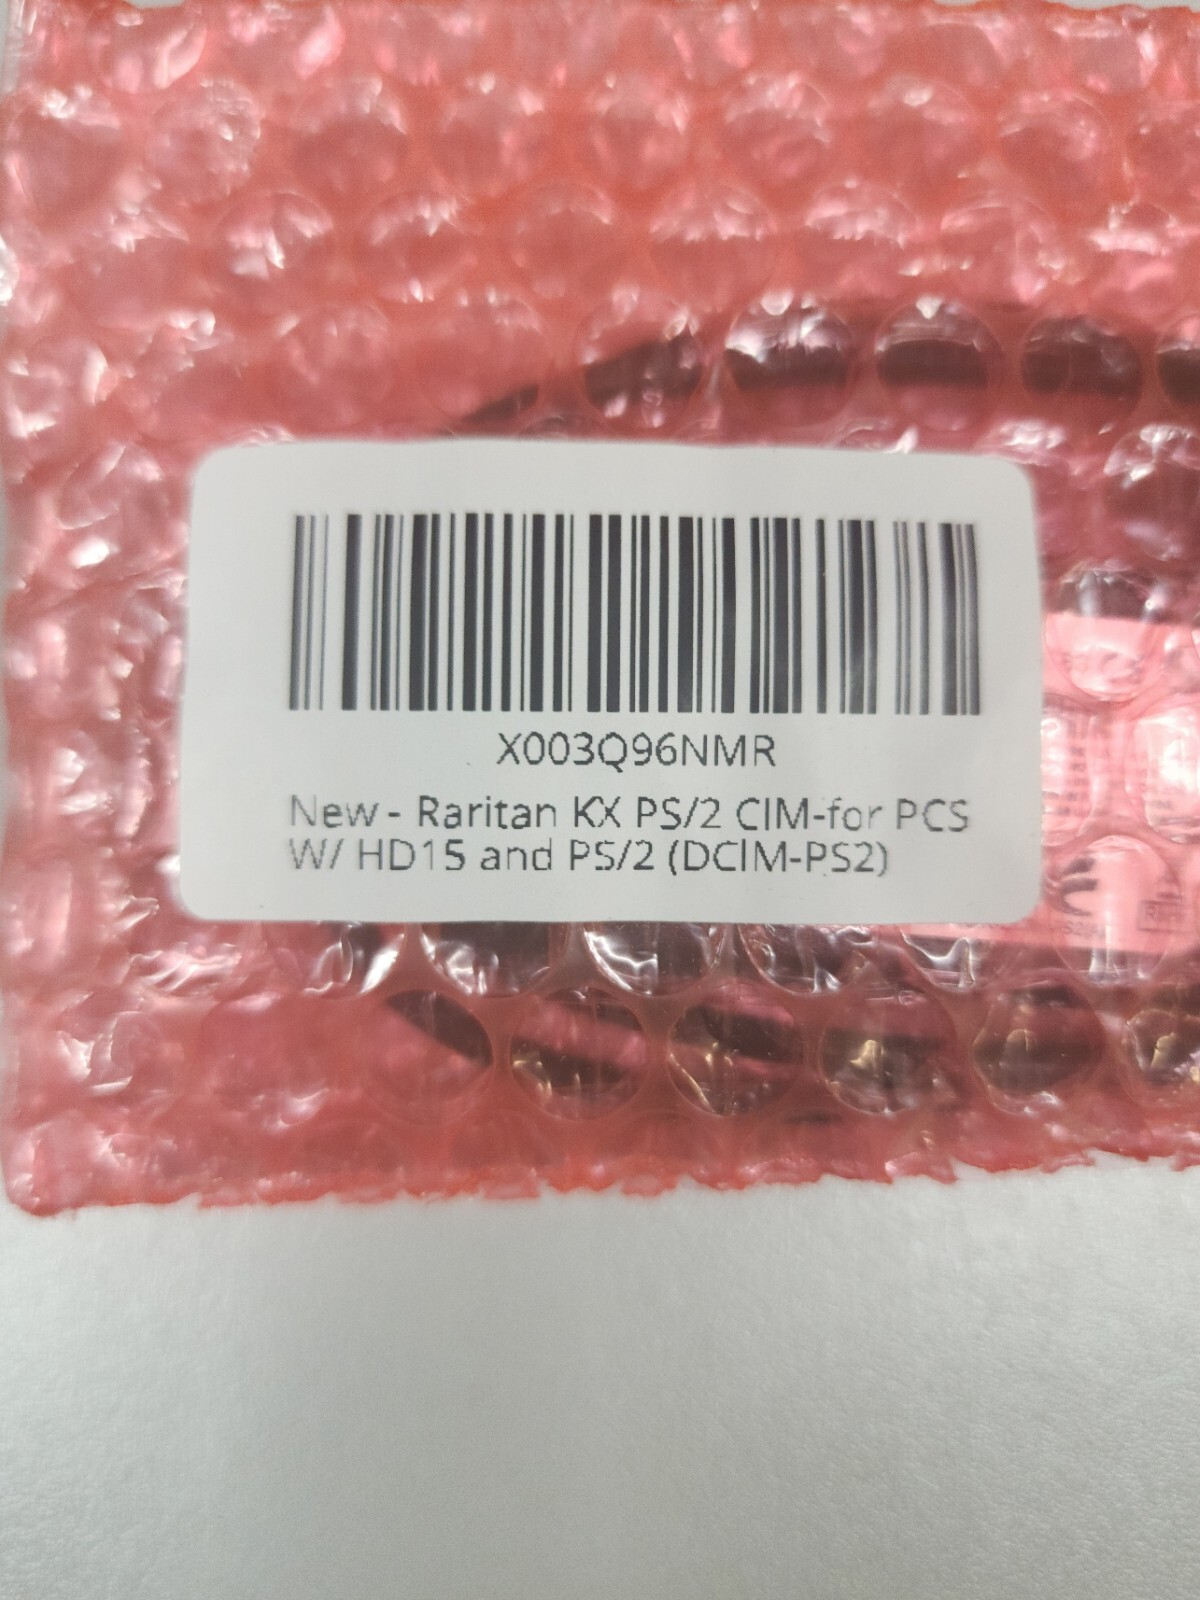 X003Q96NMR
New - Raritan KX PS/2 CIM-for PCS
W/ HD15 and PS/2 (DCIM-PS2)